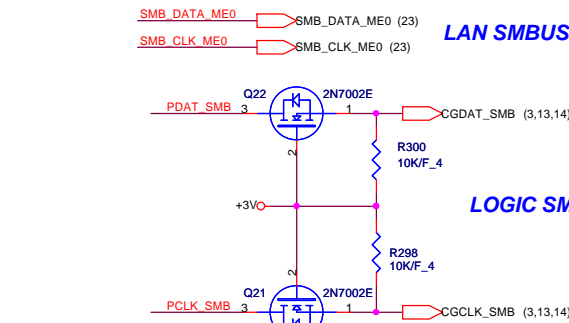 SMB_DATA_ME0 SMB_DATA_ME0 (23)
SMB_CLK_ME0 SMB_CLK_ME0 (23)
LAN SMBUS
Q22 2N7002E
PDAT_SMB 3 1 CGDAT_SMB (3,13,14)
2
R300
10K/F_4
+3V
LOGIC SM
R298
10K/F_4
2
Q21 2N7002E
PCLK_SMB 3 1 CGCLK_SMB (3,13,14)